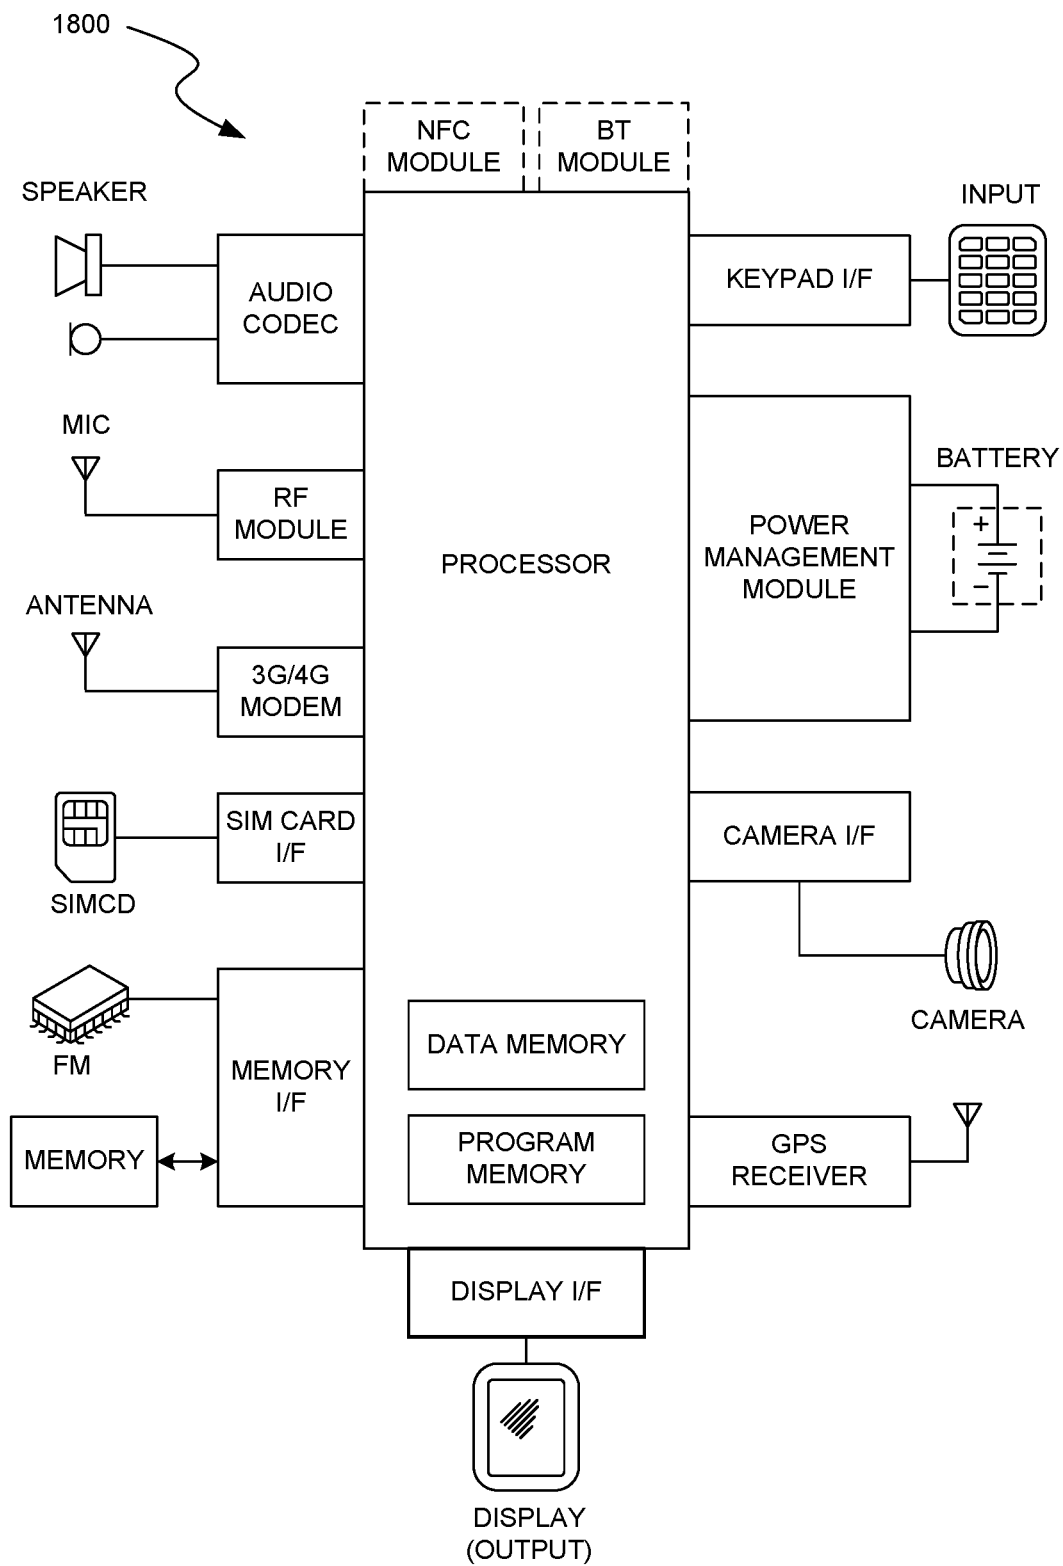 1800
NFC
MODULE
BT
MODULE
SPEAKER
INPUT
AUDIO
CODEC
KEYPAD I/F
MIC
BATTERY
RF
MODULE
PROCESSOR
POWER
MANAGEMENT
MODULE
+
−
ANTENNA
3G/4G
MODEM
SIM CARD
I/F
CAMERA I/F
SIMCD
CAMERA
FM
MEMORY
I/F
DATA MEMORY
MEMORY
PROGRAM
MEMORY
GPS
RECEIVER
DISPLAY I/F
DISPLAY
(OUTPUT)